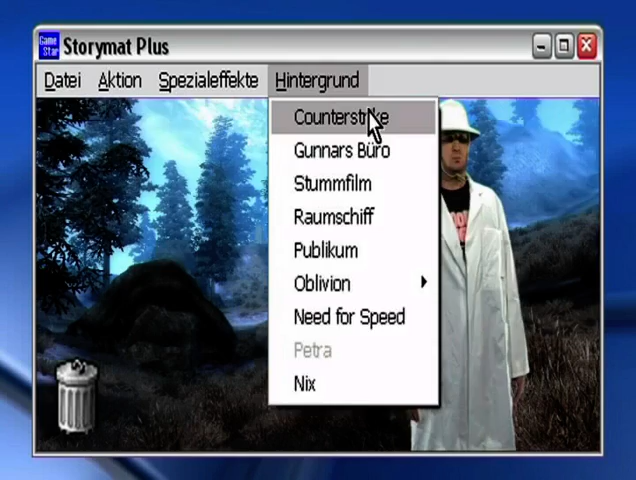 Game
Star
Storymat Plus
Datei Aktion Spezialeffekte Hintergrund
Counterstrike
Gunnars Büro
Stummfilm
Raumschiff
Publikum
Oblivion
Need for Speed
Petra
Nix